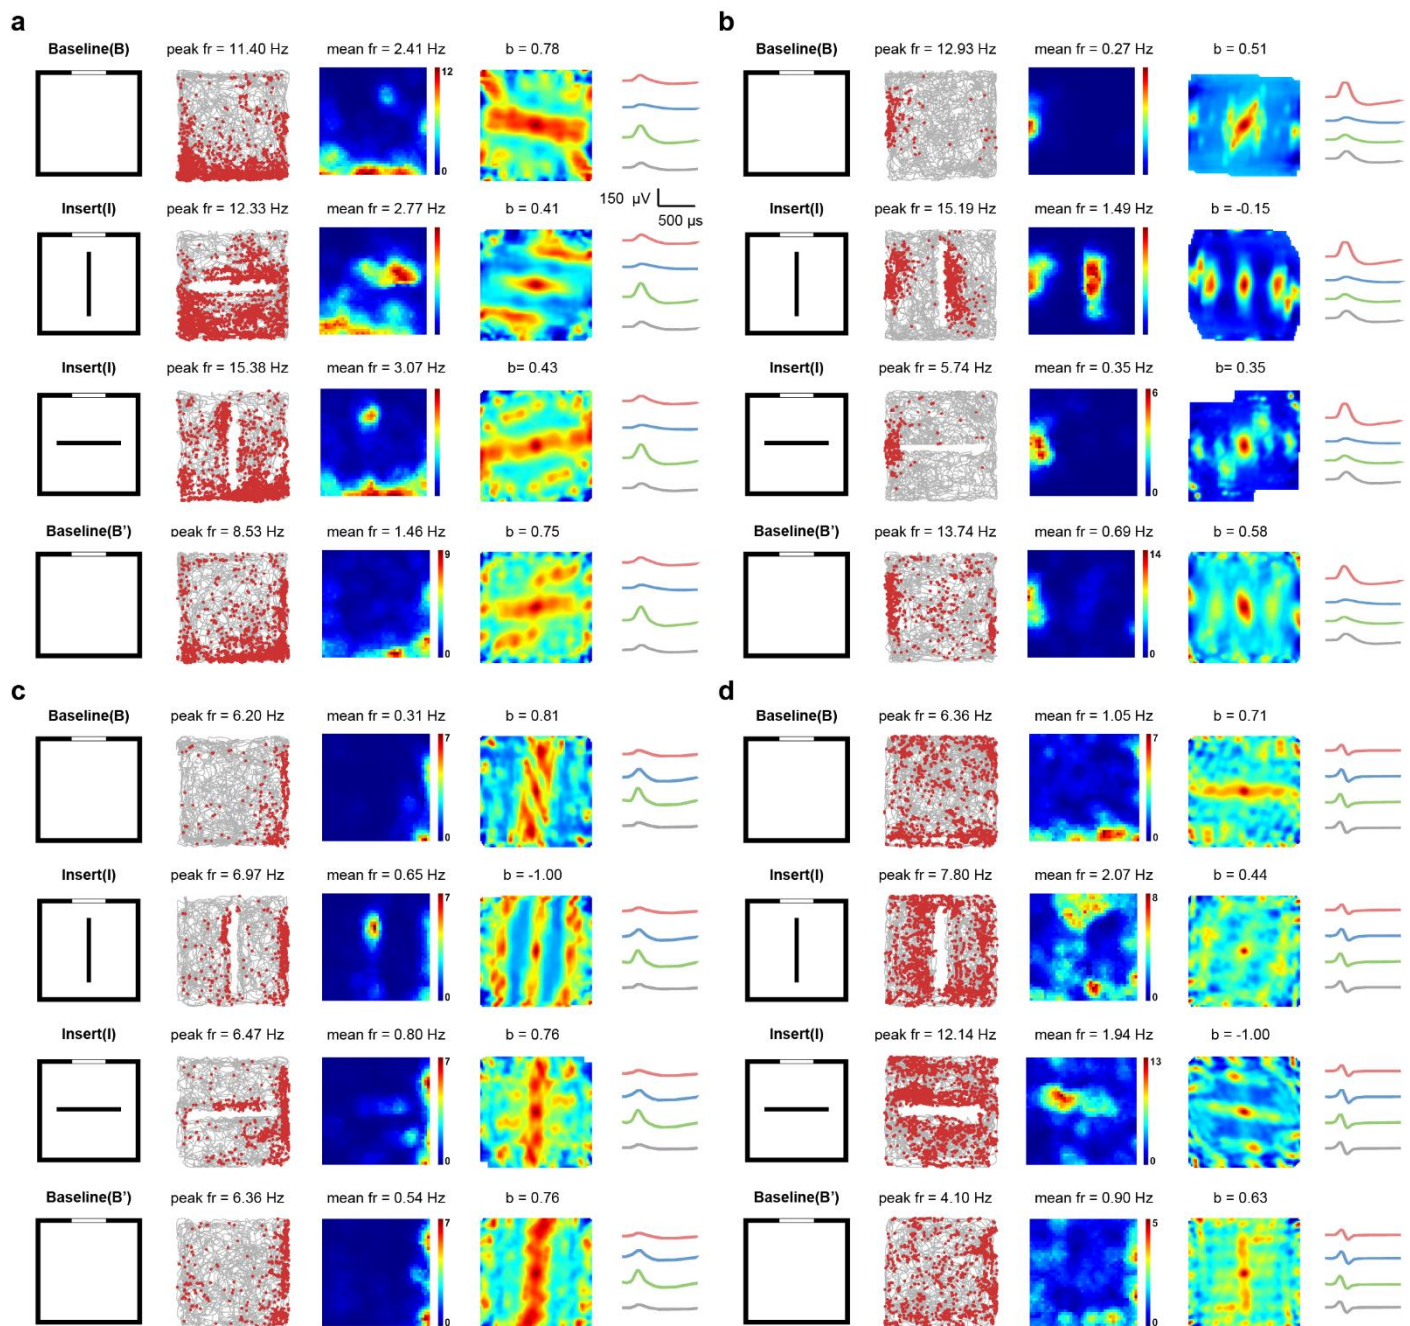 a
Baseline(B) peak fr = 11.40 Hz mean fr = 2.41 Hz b = 0.78
12
0
150 µV
500 µs
Insert(I) peak fr = 12.33 Hz mean fr = 2.77 Hz b = 0.41
Insert(I) peak fr = 15.38 Hz mean fr = 3.07 Hz b= 0.43
Baseline(B') peak fr = 8.53 Hz mean fr = 1.46 Hz b = 0.75
9
0
b
Baseline(B) peak fr = 12.93 Hz mean fr = 0.27 Hz b = 0.51
Insert(I) peak fr = 15.19 Hz mean fr = 1.49 Hz b = -0.15
Insert(I) peak fr = 5.74 Hz mean fr = 0.35 Hz b= 0.35
6
0
Baseline(B') peak fr = 13.74 Hz mean fr = 0.69 Hz b = 0.58
14
0
c
Baseline(B) peak fr = 6.20 Hz mean fr = 0.31 Hz b = 0.81
7
0
Insert(I) peak fr = 6.97 Hz mean fr = 0.65 Hz b = -1.00
7
0
Insert(I) peak fr = 6.47 Hz mean fr = 0.80 Hz b = 0.76
7
0
Baseline(B') peak fr = 6.36 Hz mean fr = 0.54 Hz b = 0.76
7
0
d
Baseline(B) peak fr = 6.36 Hz mean fr = 1.05 Hz b = 0.71
7
0
Insert(I) peak fr = 7.80 Hz mean fr = 2.07 Hz b = 0.44
8
0
Insert(I) peak fr = 12.14 Hz mean fr = 1.94 Hz b = -1.00
13
0
Baseline(B') peak fr = 4.10 Hz mean fr = 0.90 Hz b = 0.63
5
0